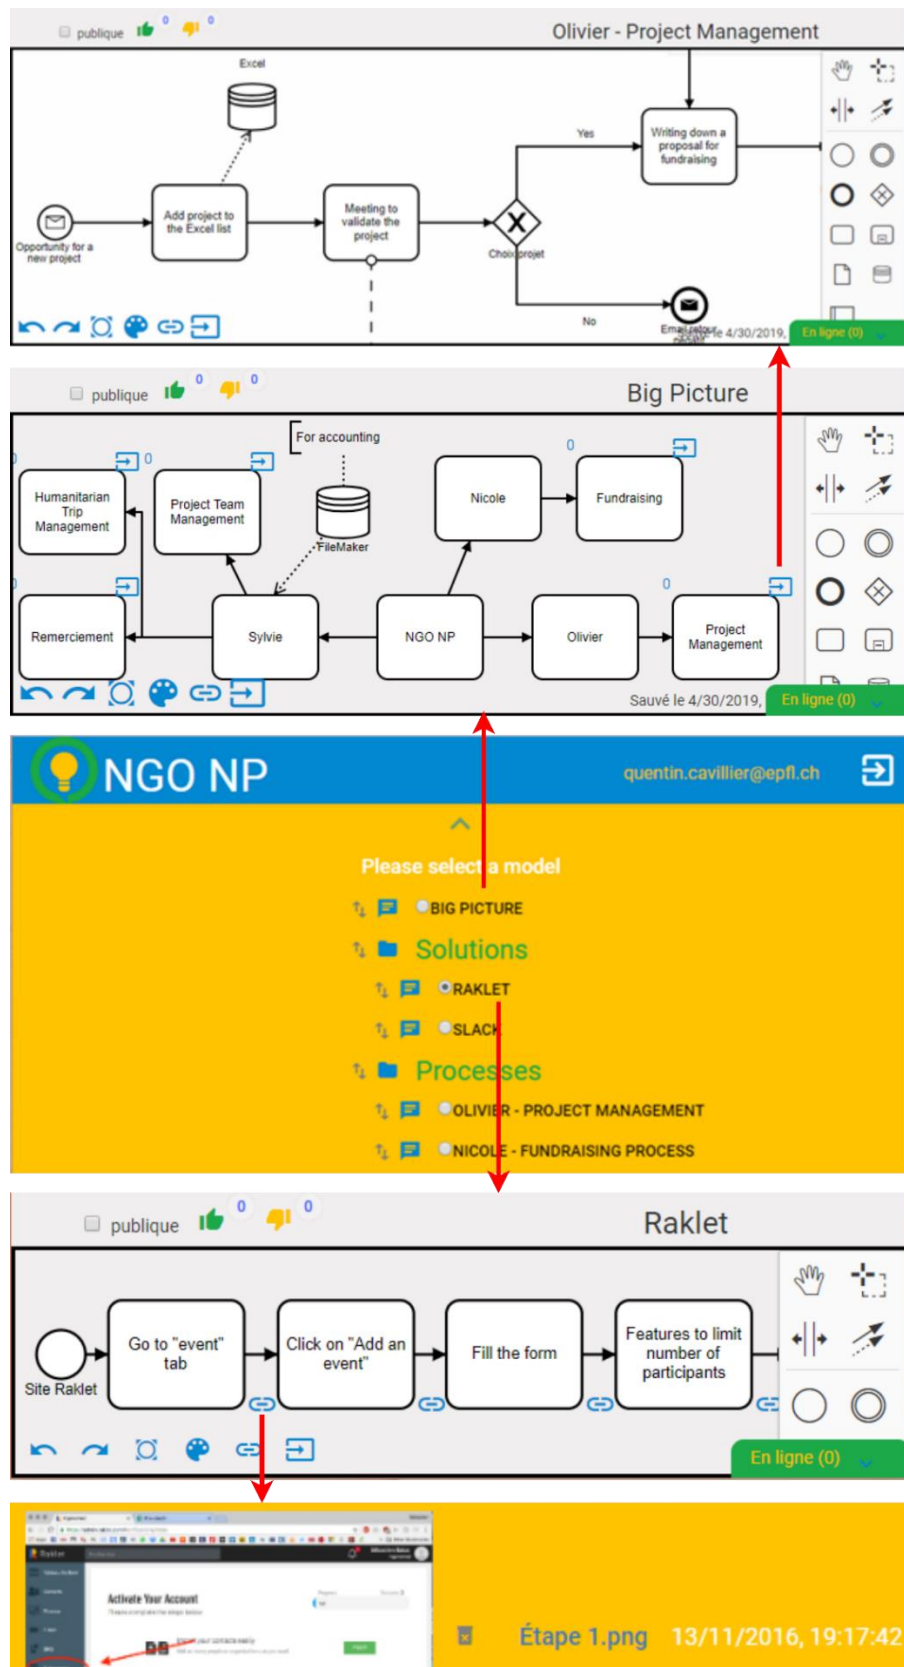 publique 0 0 Olivier - Project Management
Excel
Yes
Writing down a
proposal for
fundraising
Add project to
the Excel list
Meeting to
validate the
project
Opportunity for a
new project
Choix projet
No
Email retour
Sauvé le 4/30/2019, En ligne (0)
publique 0 0 Big Picture
For accounting
0 0 0
Humanitarian
Trip
Management
Project Team
Management
FileMaker
Nicole
Fundraising
0 0
Remerciement
Sylvie
NGO NP
Olivier
Project
Management
Sauvé le 4/30/2019, En ligne (0)
NGO NP quentin.cavillier@epfl.ch
Please select a model
BIG PICTURE
Solutions
RAKLET
SLACK
Processes
OLIVIER - PROJECT MANAGEMENT
NICOLE - FUNDRAISING PROCESS
publique 0 0 Raklet
Site Raklet
Go to "event"
tab
Click on "Add an
event"
Fill the form
Features to limit
number of
participants
En ligne (0)
Raklet
Activate Your Account
Étape 1.png 13/11/2016, 19:17:42